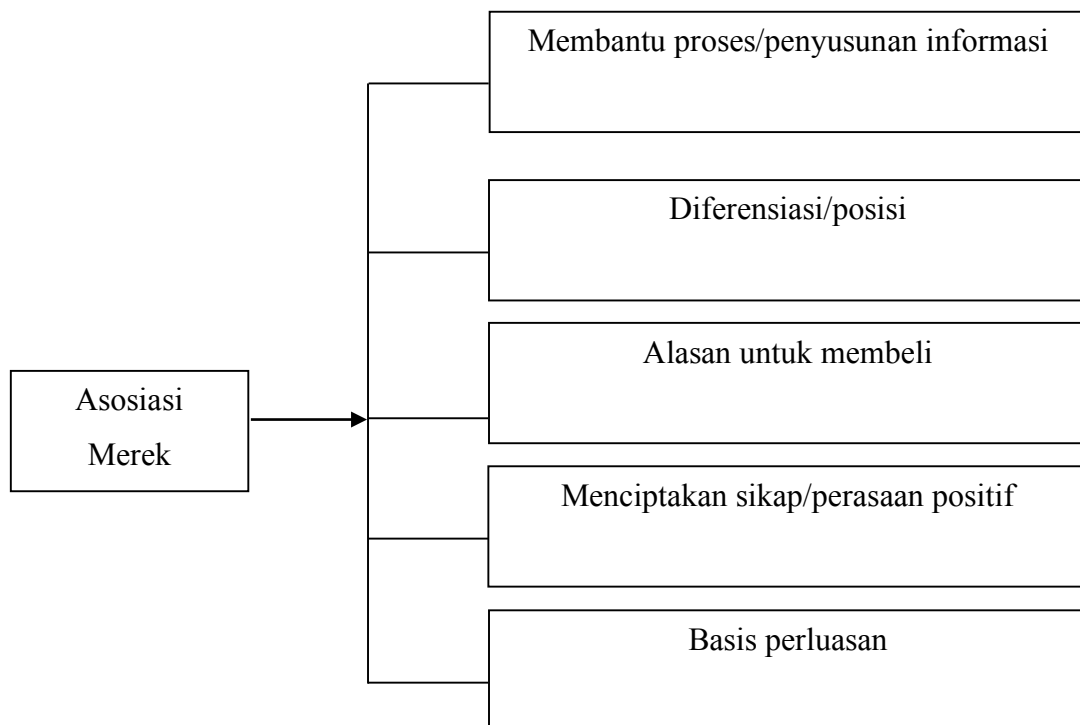 Membantu proses/penyusunan informasi
Diferensiasi/posisi
Alasan untuk membeli
Asosiasi
Merek
Menciptakan sikap/perasaan positif
Basis perluasan